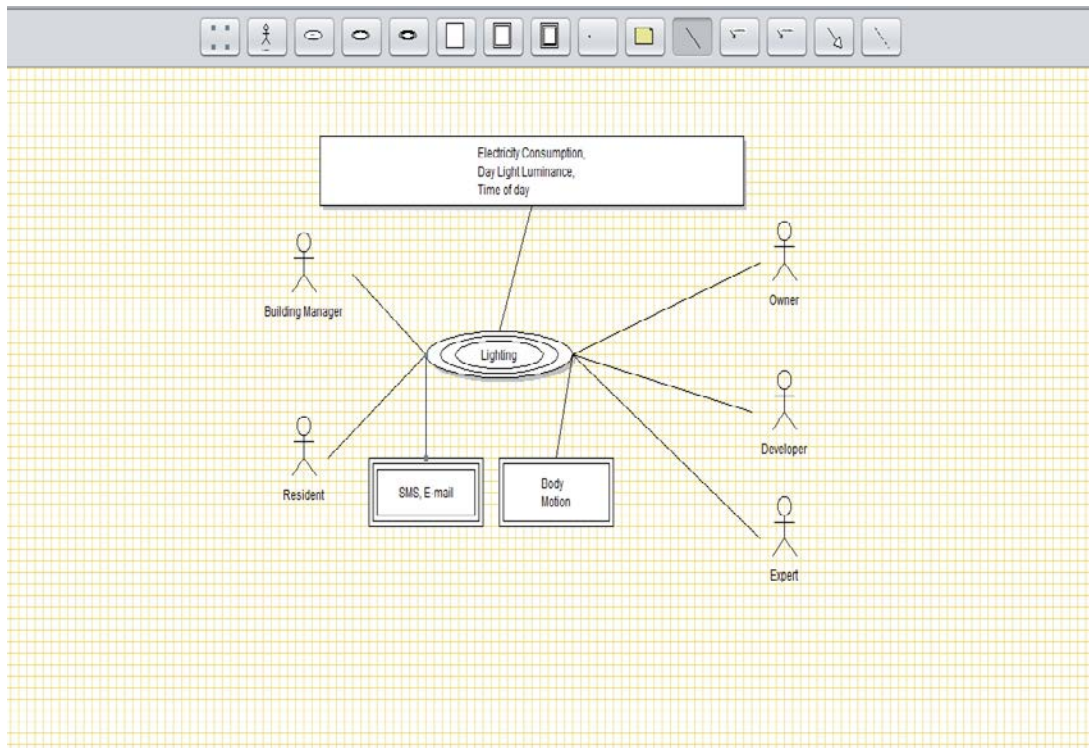 Electricity Consumption,
Day Light Luminance,
Time of day
Building Manager
Owner
Lighting
Resident
Developer
SMS, E-mail
Body
Motion
Expert